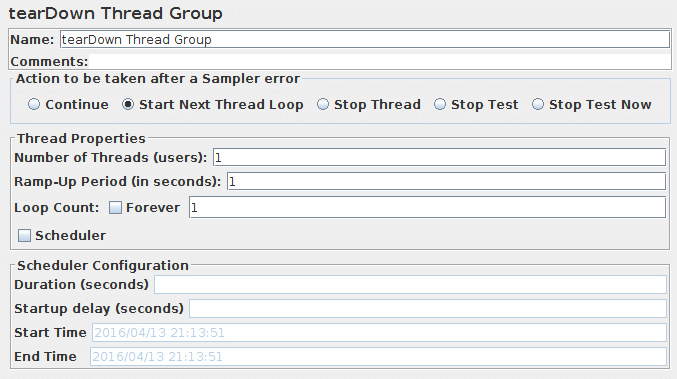 tearDown Thread Group
Name: tearDown Thread Group
Comments:
Action to be taken after a Sampler error
Continue Start Next Thread Loop Stop Thread Stop Test Stop Test Now
Thread Properties
Number of Threads (users): 1
Ramp-Up Period (in seconds): 1
Loop Count: Forever 1
Scheduler
Scheduler Configuration
Duration (seconds)
Startup delay (seconds)
Start Time 2016/04/13 21:13:51
End Time 2016/04/13 21:13:51